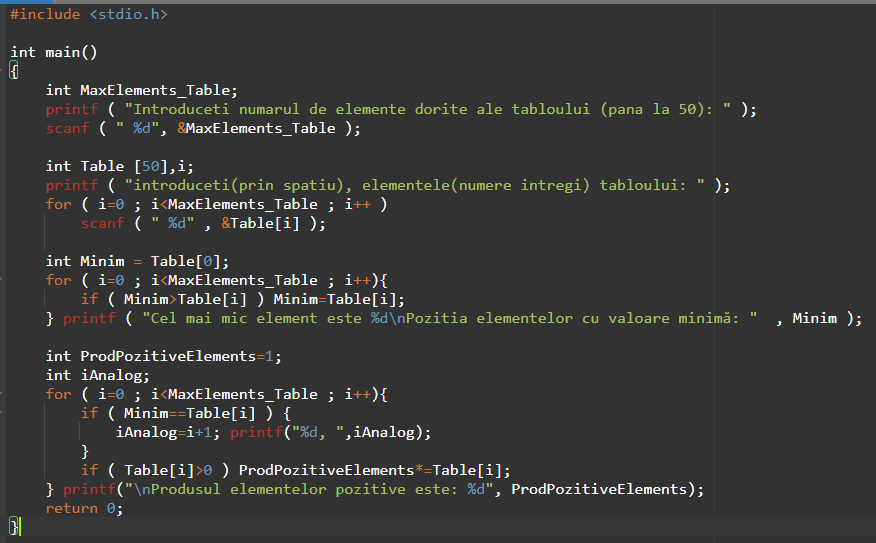 #include <stdio.h>
int main()
{
int MaxElements_Table;
printf ( "Introduceti numarul de elemente dorite ale tabloului (pana la 50): " );
scanf ( " %d", &MaxElements_Table );
int Table [50],i;
printf ( "introduceti(prin spatiu), elementele(numere intregi) tabloului: " );
for ( i=0 ; i<MaxElements_Table ; i++ )
scanf ( " %d" , &Table[i] );
int Minim = Table[0];
for ( i=0 ; i<MaxElements_Table ; i++){
if ( Minim>Table[i] ) Minim=Table[i];
} printf ( "Cel mai mic element este %d\nPozitia elementelor cu valoare minimă: "  , Minim );
int ProdPozitiveElements=1;
int iAnalog;
for ( i=0 ; i<MaxElements_Table ; i++){
if ( Minim==Table[i] ) {
iAnalog=i+1; printf("%d, ",iAnalog);
}
if ( Table[i]>0 ) ProdPozitiveElements*=Table[i];
} printf("\nProdusul elementelor pozitive este: %d", ProdPozitiveElements);
return 0;
}